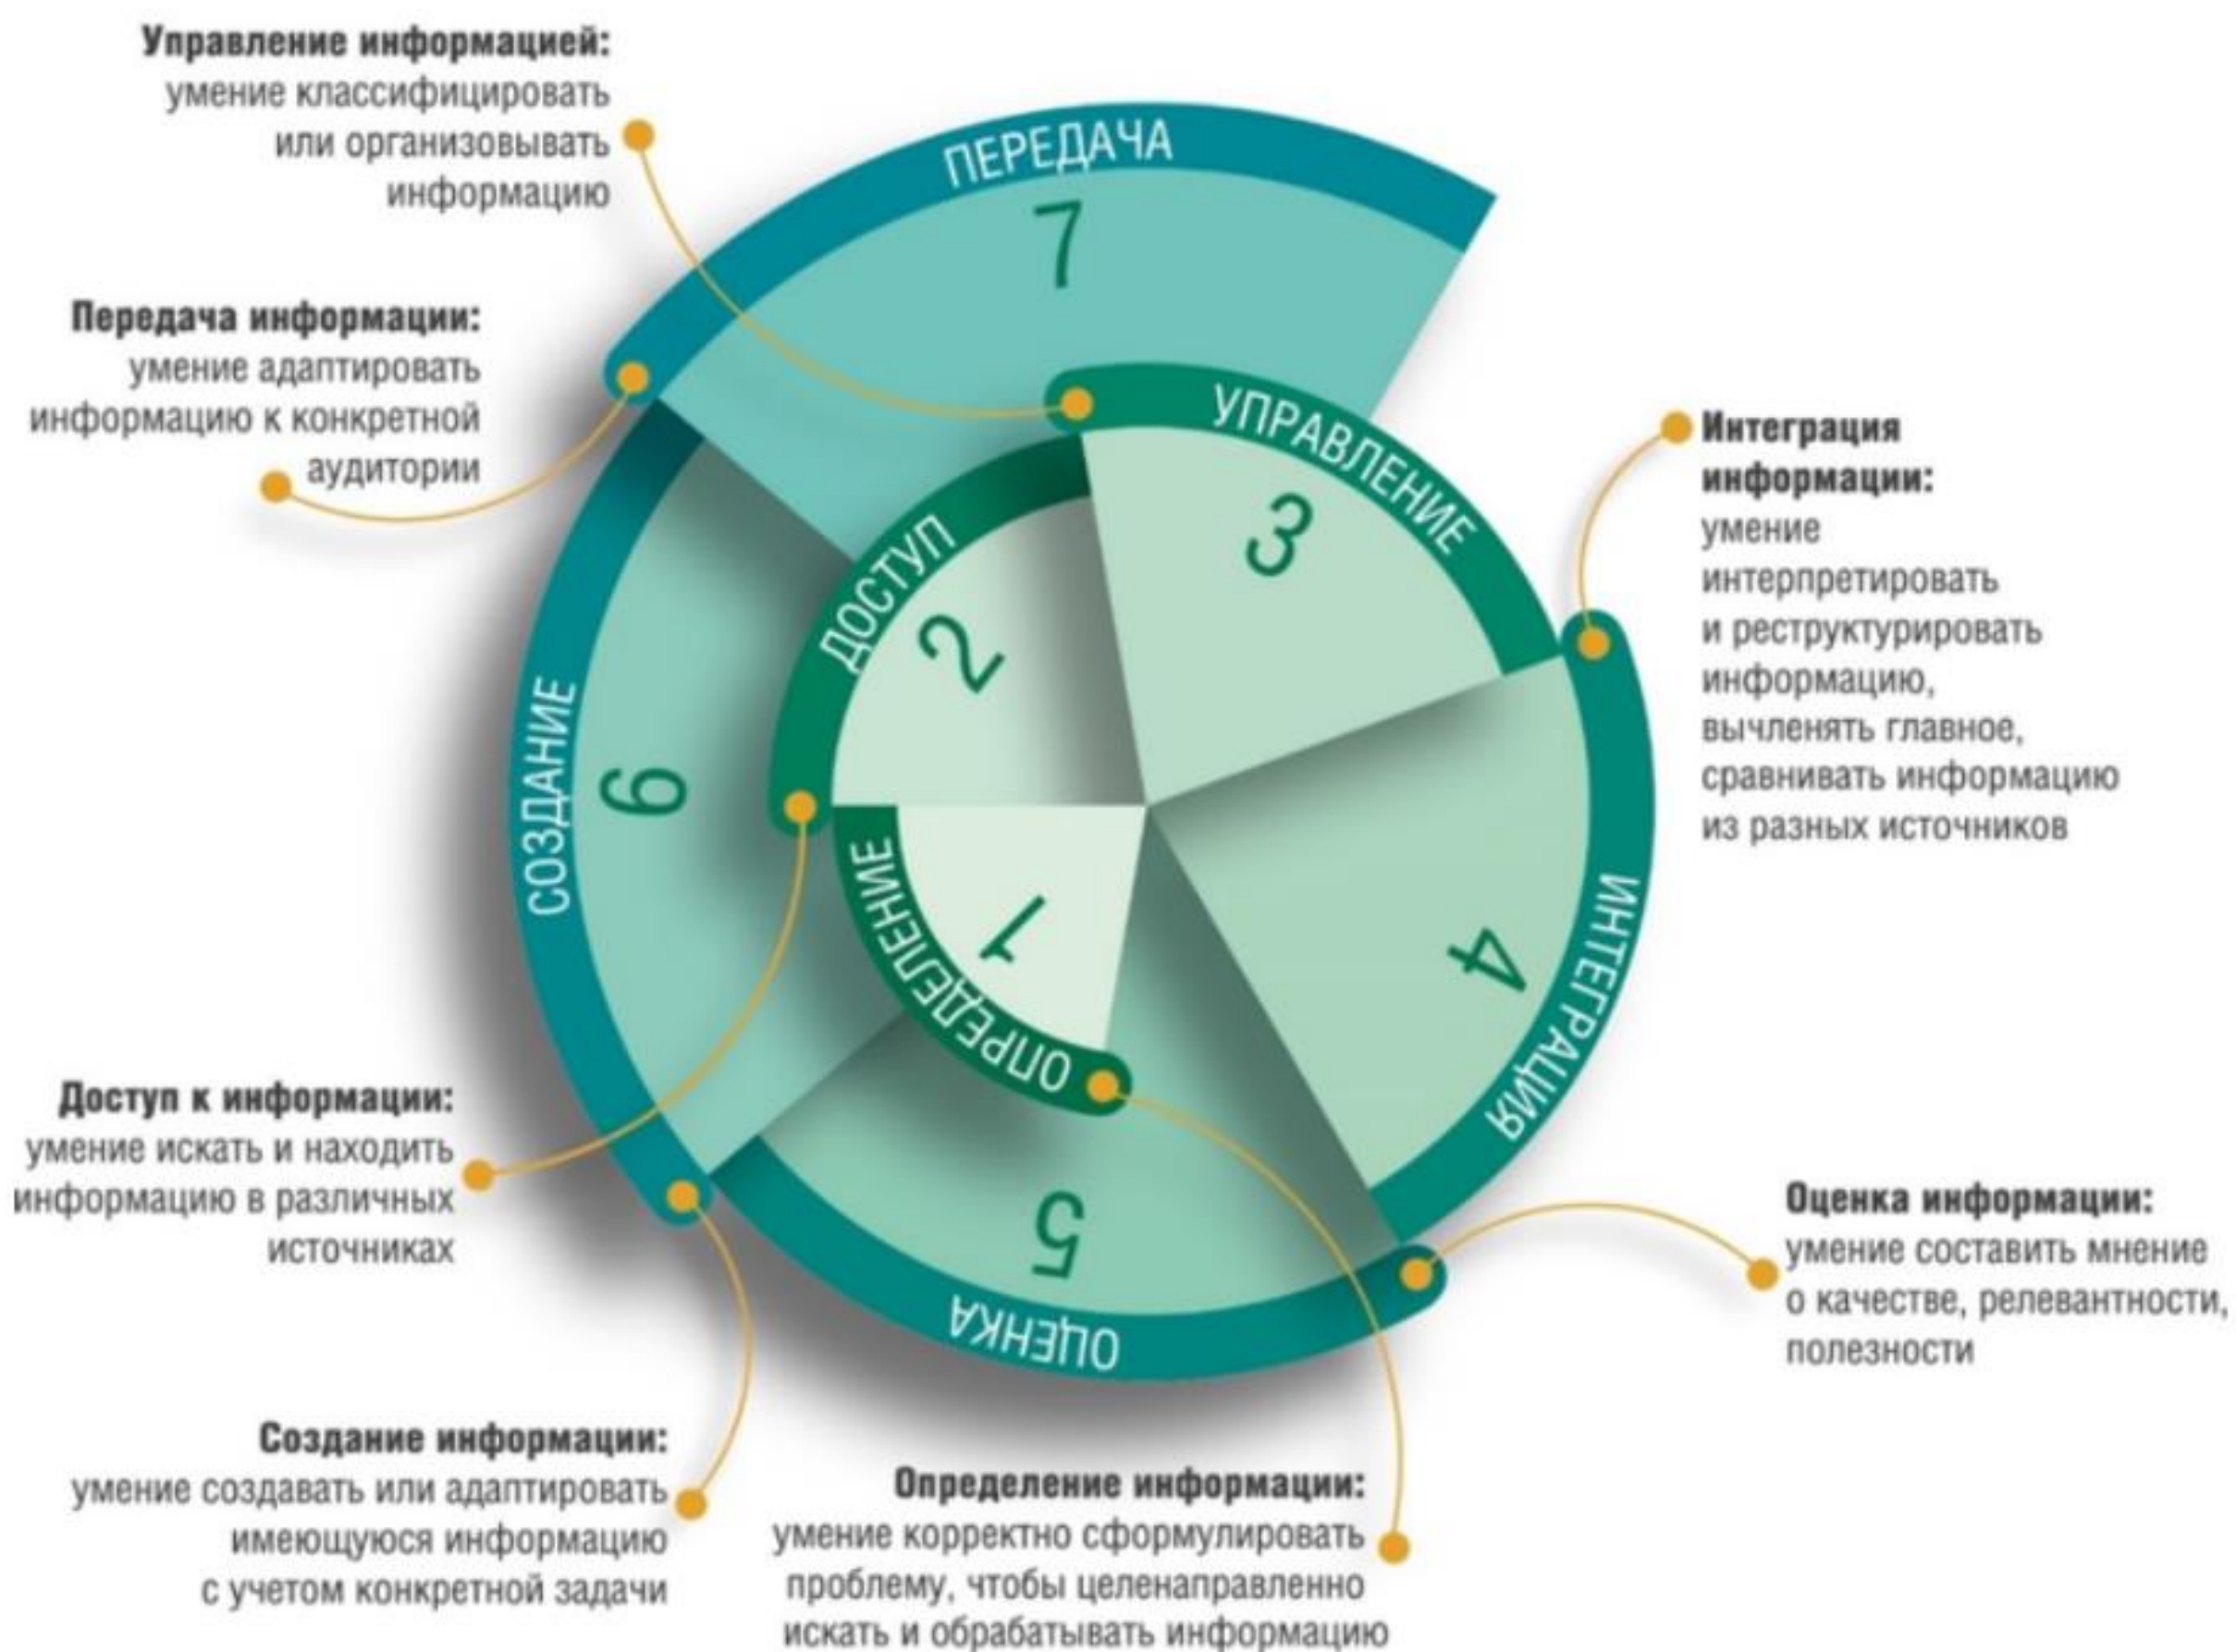 Управление информацией:
умение классифицировать
или организовывать
информацию
Передача информации:
умение адаптировать
информацию к конкретной
аудитории
ПЕРЕДАЧА
7
УПРАВЛЕНИЕ
3
ДОСТУП
2
СОЗДАНИЕ
6
ОПРЕДЕЛЕНИЕ
1
4
ИНТЕГРАЦИЯ
5
ОЦЕНКА
Интеграция
информации:
умение
интерпретировать
и реструктурировать
информацию,
вычленять главное,
сравнивать информацию
из разных источников
Доступ к информации:
умение искать и находить
информацию в различных
источниках
Оценка информации:
умение составить мнение
о качестве, релевантности,
полезности
Создание информации:
умение создавать или адаптировать
имеющуюся информацию
с учетом конкретной задачи
Определение информации:
умение корректно сформулировать
проблему, чтобы целенаправленно
искать и обрабатывать информацию